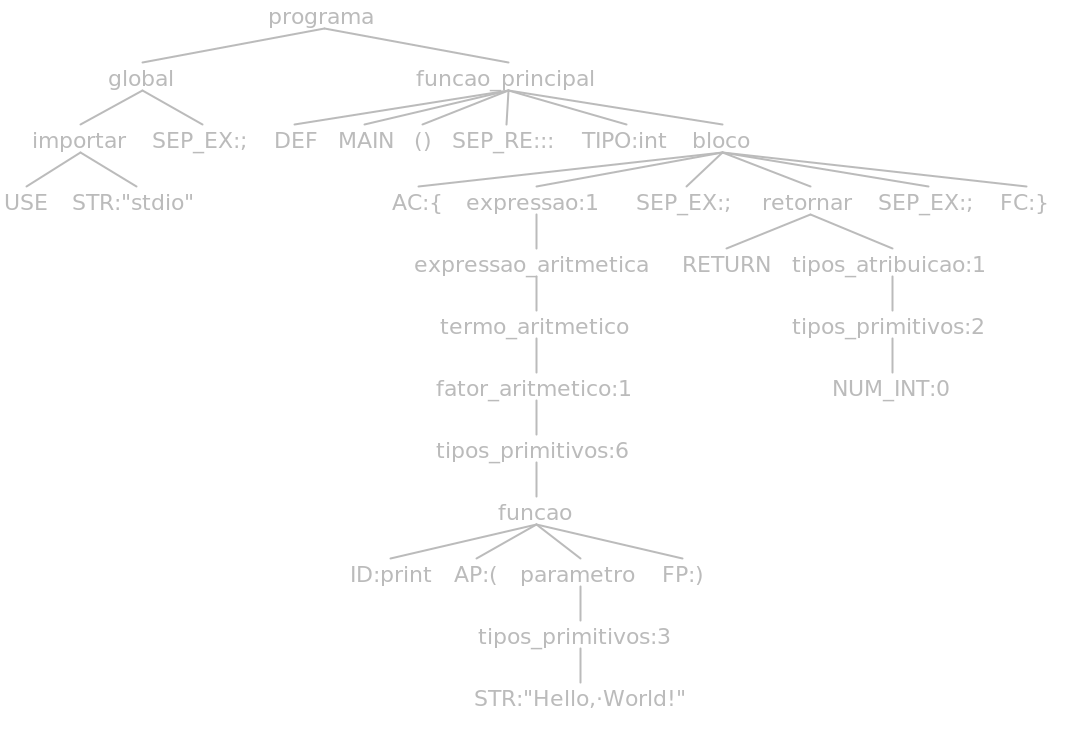 programa
global funcao_principal
importar SEP_EX:; DEF MAIN () SEP_RE::: TIPO:int bloco
USE STR:"stdio" AC:{ expressao:1 SEP_EX:; retornar SEP_EX:; FC:}
expressao_aritmetica RETURN tipos_atribuicao:1
termo_aritmetico tipos_primitivos:2
fator_aritmetico:1 NUM_INT:0
tipos_primitivos:6
funcao
ID:print AP:( parametro FP:)
tipos_primitivos:3
STR:"Hello,·World!"